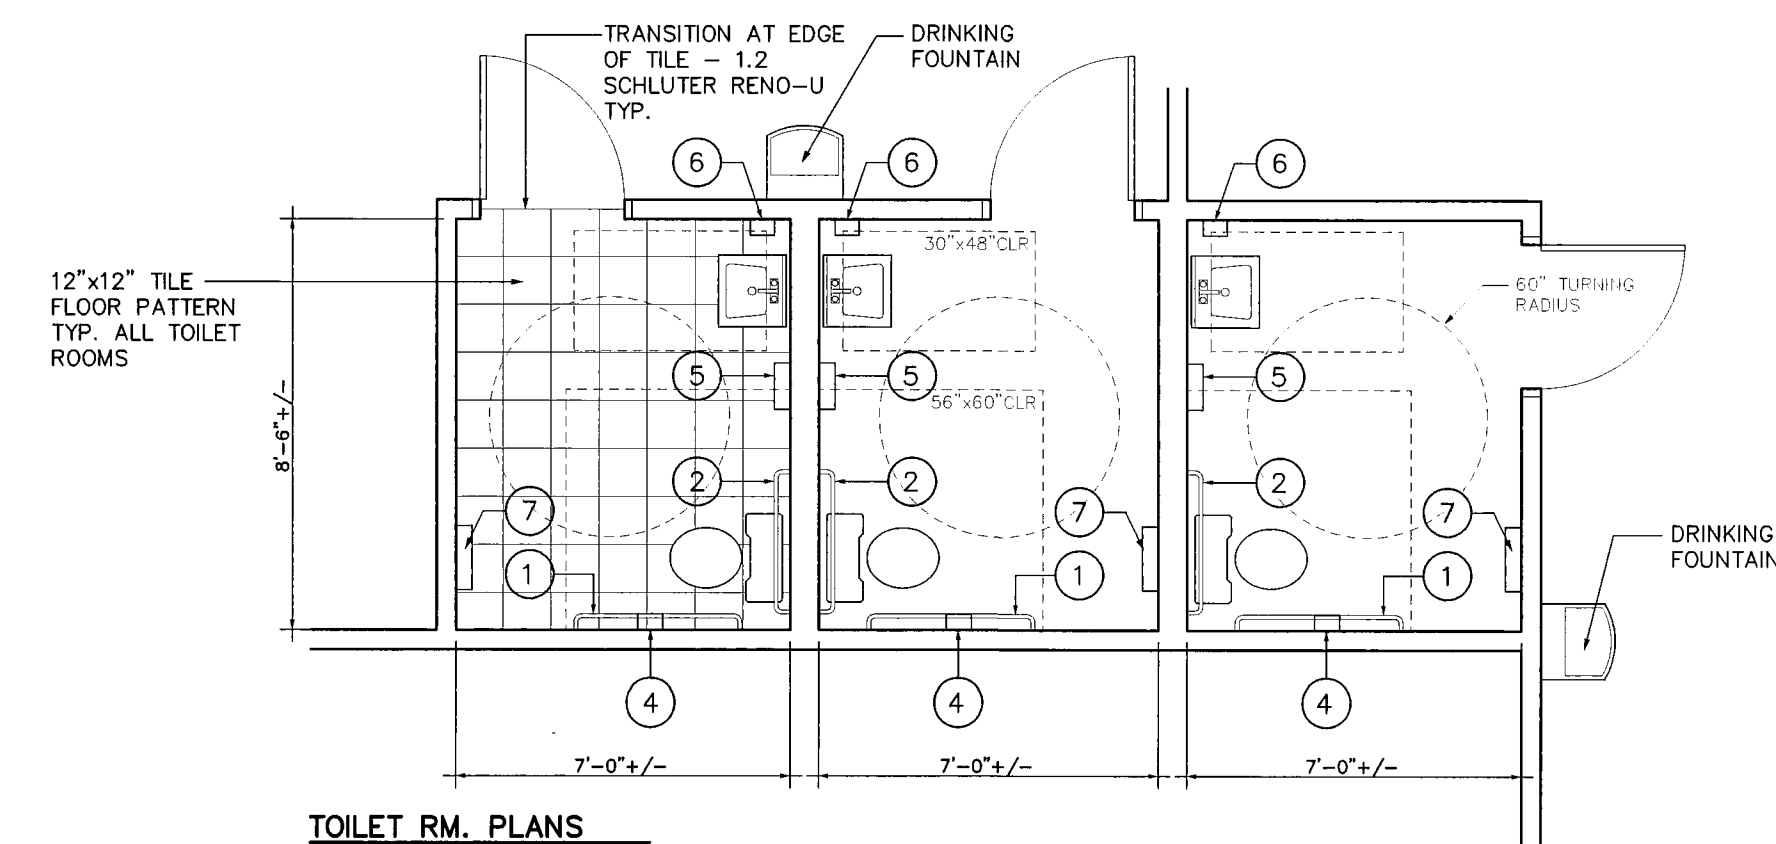 TRANSITION AT EDGE
OF TILE – 1.2
SCHLUTER RENO–U
TYP.
DRINKING
FOUNTAIN
6
6
6
30"x48"CLR
12"x12" TILE
FLOOR PATTERN
TYP. ALL TOILET
ROOMS
60" TURNING
RADIUS
8'-6"+/-
5
5
5
56"x60"CLR
2
2
2
7
7
7
DRINKING
FOUNTAIN
1
1
1
4
4
4
7'-0"+/-
7'-0"+/-
7'-0"+/-
TOILET RM. PLANS